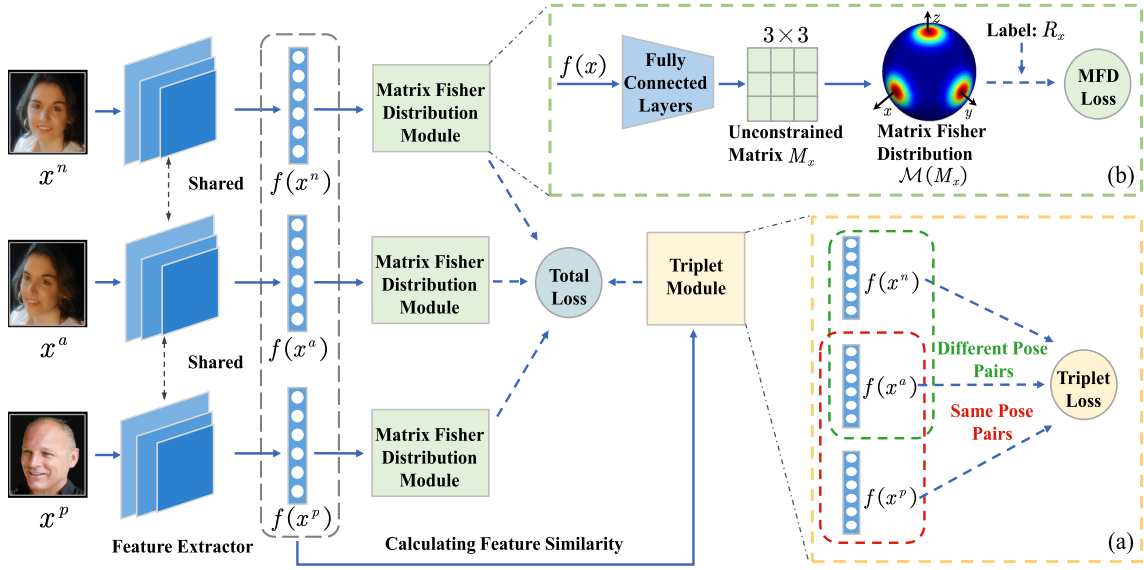 x^n
Shared
x^a
Shared
x^p
Feature Extractor
f(x^n)
f(x^a)
f(x^p)
Matrix Fisher
Distribution
Module
Matrix Fisher
Distribution
Module
Matrix Fisher
Distribution
Module
Total
Loss
Triplet
Module
Calculating Feature Similarity
f(x)
Fully
Connected
Layers
3×3
Unconstrained
Matrix M_x
z
x
y
Matrix Fisher
Distribution
M(M_x)
Label: R_x
MFD
Loss
(b)
f(x^n)
Different Pose
Pairs
f(x^a)
Same Pose
Pairs
f(x^p)
Triplet
Loss
(a)